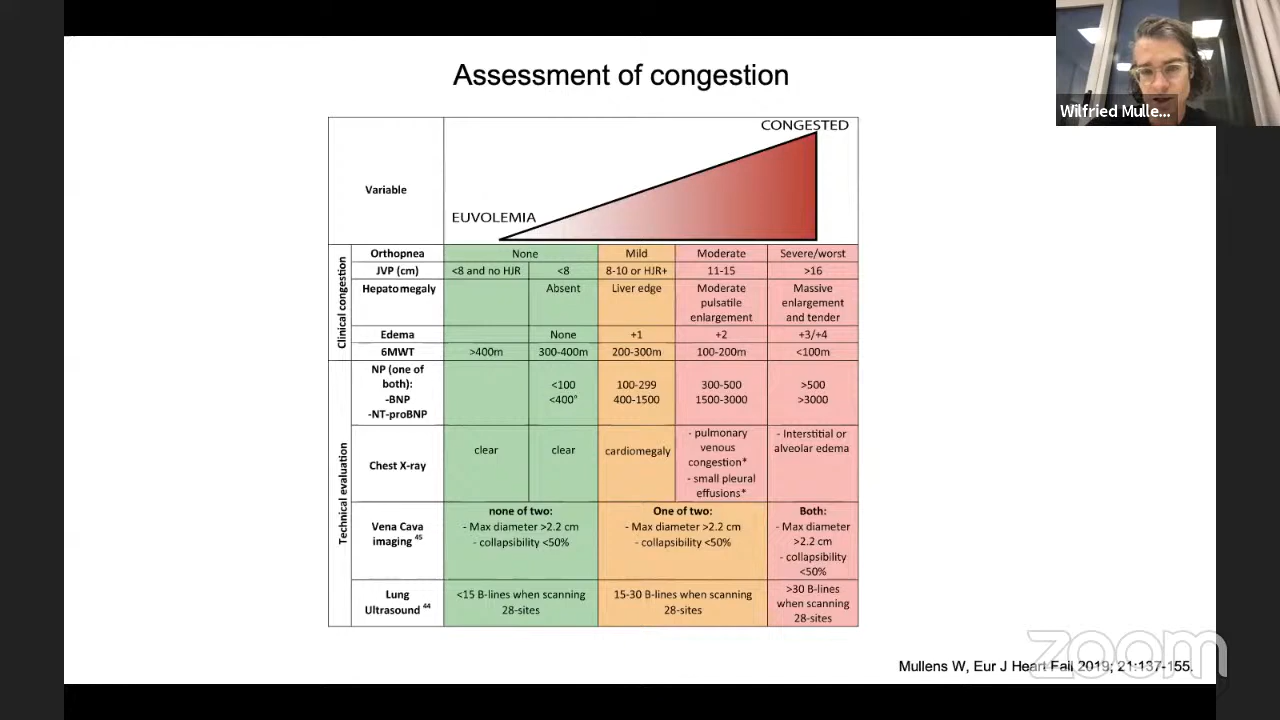 Assessment of congestion
Wilfried Mulle...
CONGESTED
Variable
EUVOLEMIA
Clinical congestion
Orthopnea None Mild Moderate Severe/worst
JVP (cm) <8 and no HJR <8 8-10 or HJR+ 11-15 >16
Hepatomegaly Absent Liver edge Moderate Massive
pulsatile enlargement
enlargement and tender
Edema None +1 +2 +3/+4
6MWT >400m 300-400m 200-300m 100-200m <100m
Technical evaluation
NP (one of
both): <100 100-299 300-500 >500
-BNP <400° 400-1500 1500-3000 >3000
-NT-proBNP
- pulmonary - Interstitial or
venous alveolar edema
clear clear cardiomegaly congestion*
Chest X-ray - small pleural
effusions*
none of two: One of two: Both:
Vena Cava - Max diameter >2.2 cm - Max diameter >2.2 cm - Max diameter
imaging 45 - collapsibility <50% - collapsibility <50% >2.2 cm
- collapsibility
<50%
Lung <15 B-lines when scanning 15-30 B-lines when scanning >30 B-lines
Ultrasound 44 28-sites 28-sites when scanning
28-sites
zoom
Mullens W, Eur J Heart Fail 2019; 21:137-155.